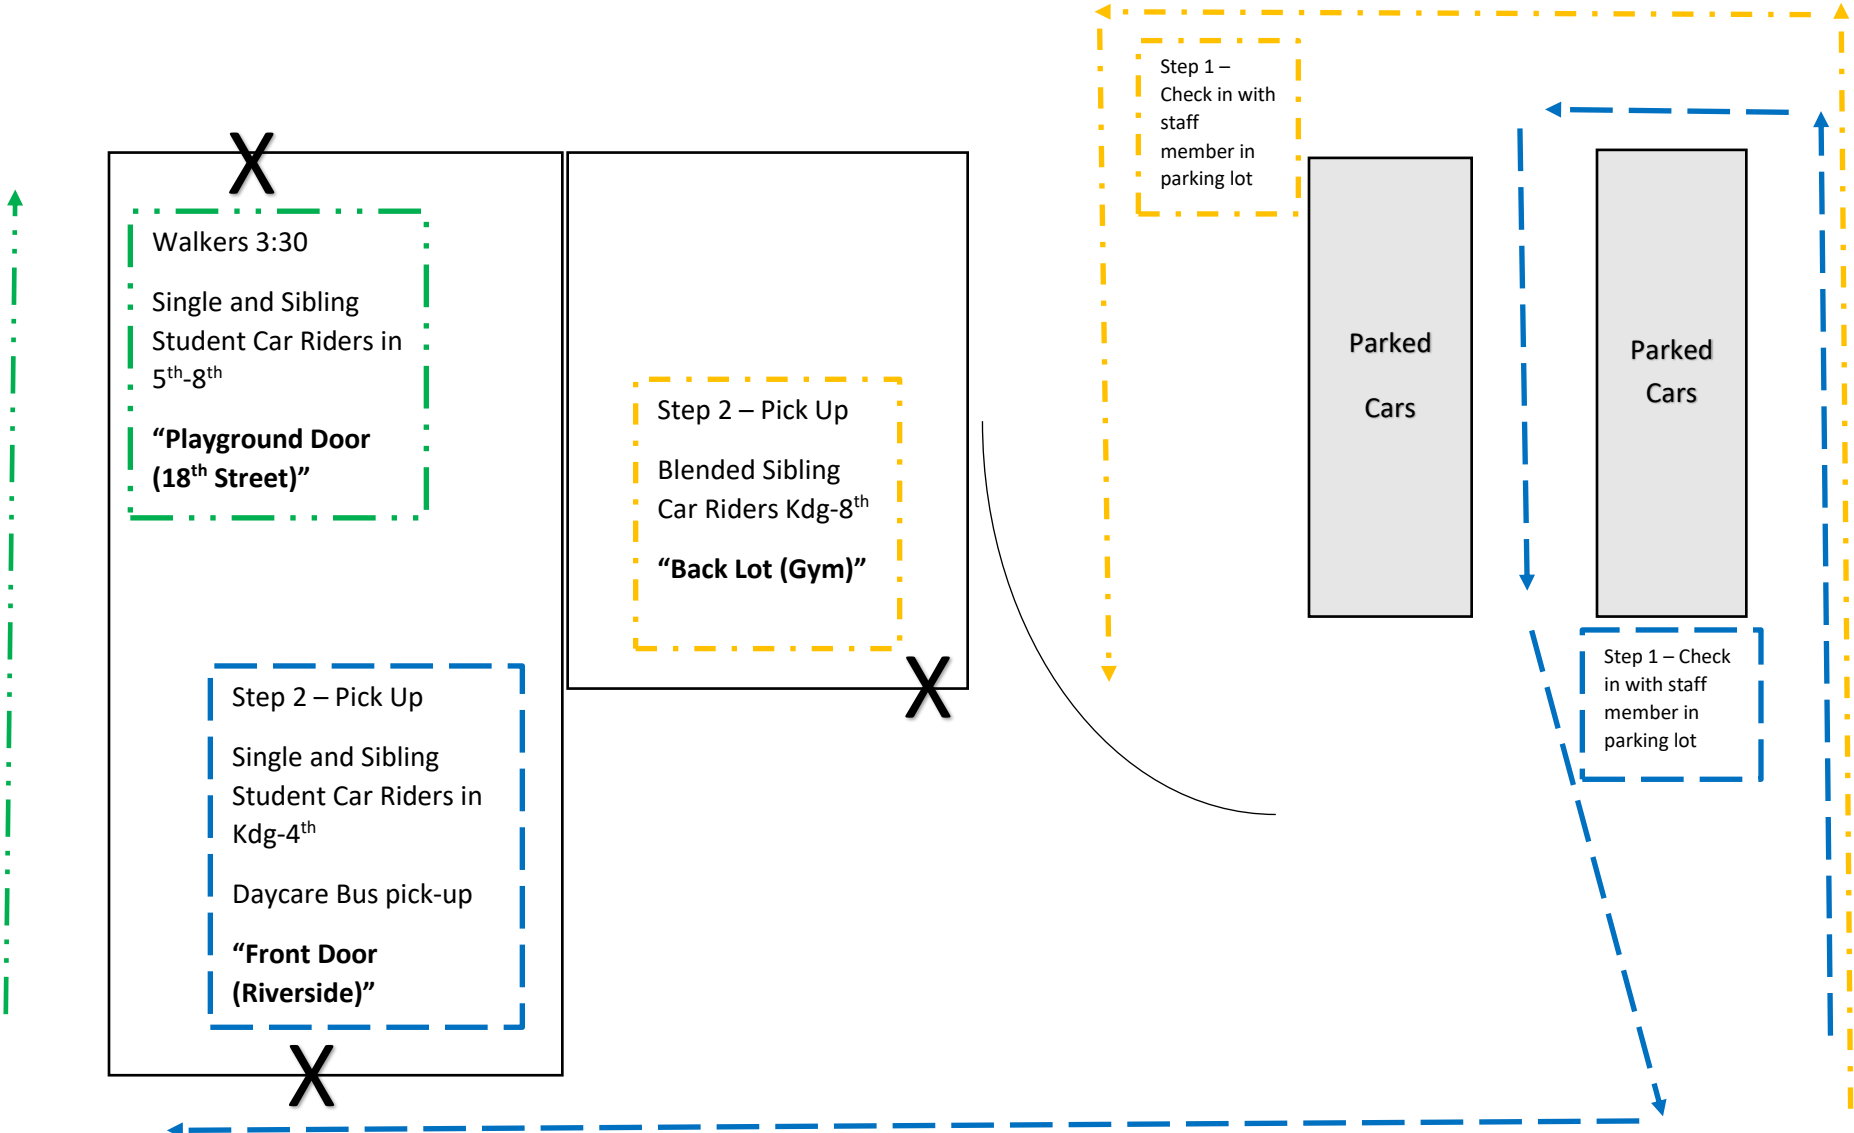 Step 1 –
Check in with
staff
member in
parking lot
X
Walkers 3:30
Single and Sibling
Student Car Riders in
5th-8th
“Playground Door
(18th Street)”
Step 2 – Pick Up
Blended Sibling
Car Riders Kdg-8th
“Back Lot (Gym)”
X
Parked
Cars
Parked
Cars
Step 1 – Check
in with staff
member in
parking lot
Step 2 – Pick Up
Single and Sibling
Student Car Riders in
Kdg-4th
Daycare Bus pick-up
“Front Door
(Riverside)”
X